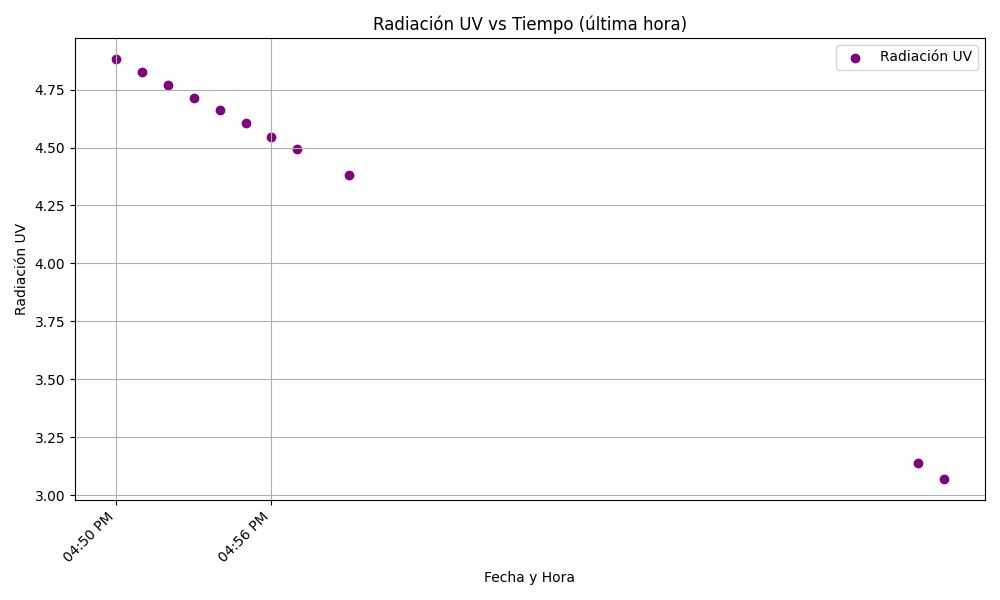 Radiación UV vs Tiempo (última hora)
Radiación UV
4.75
4.50
4.25
4.00
3.75
3.50
3.25
3.00
Radiación UV
04:50 PM
04:56 PM
Fecha y Hora